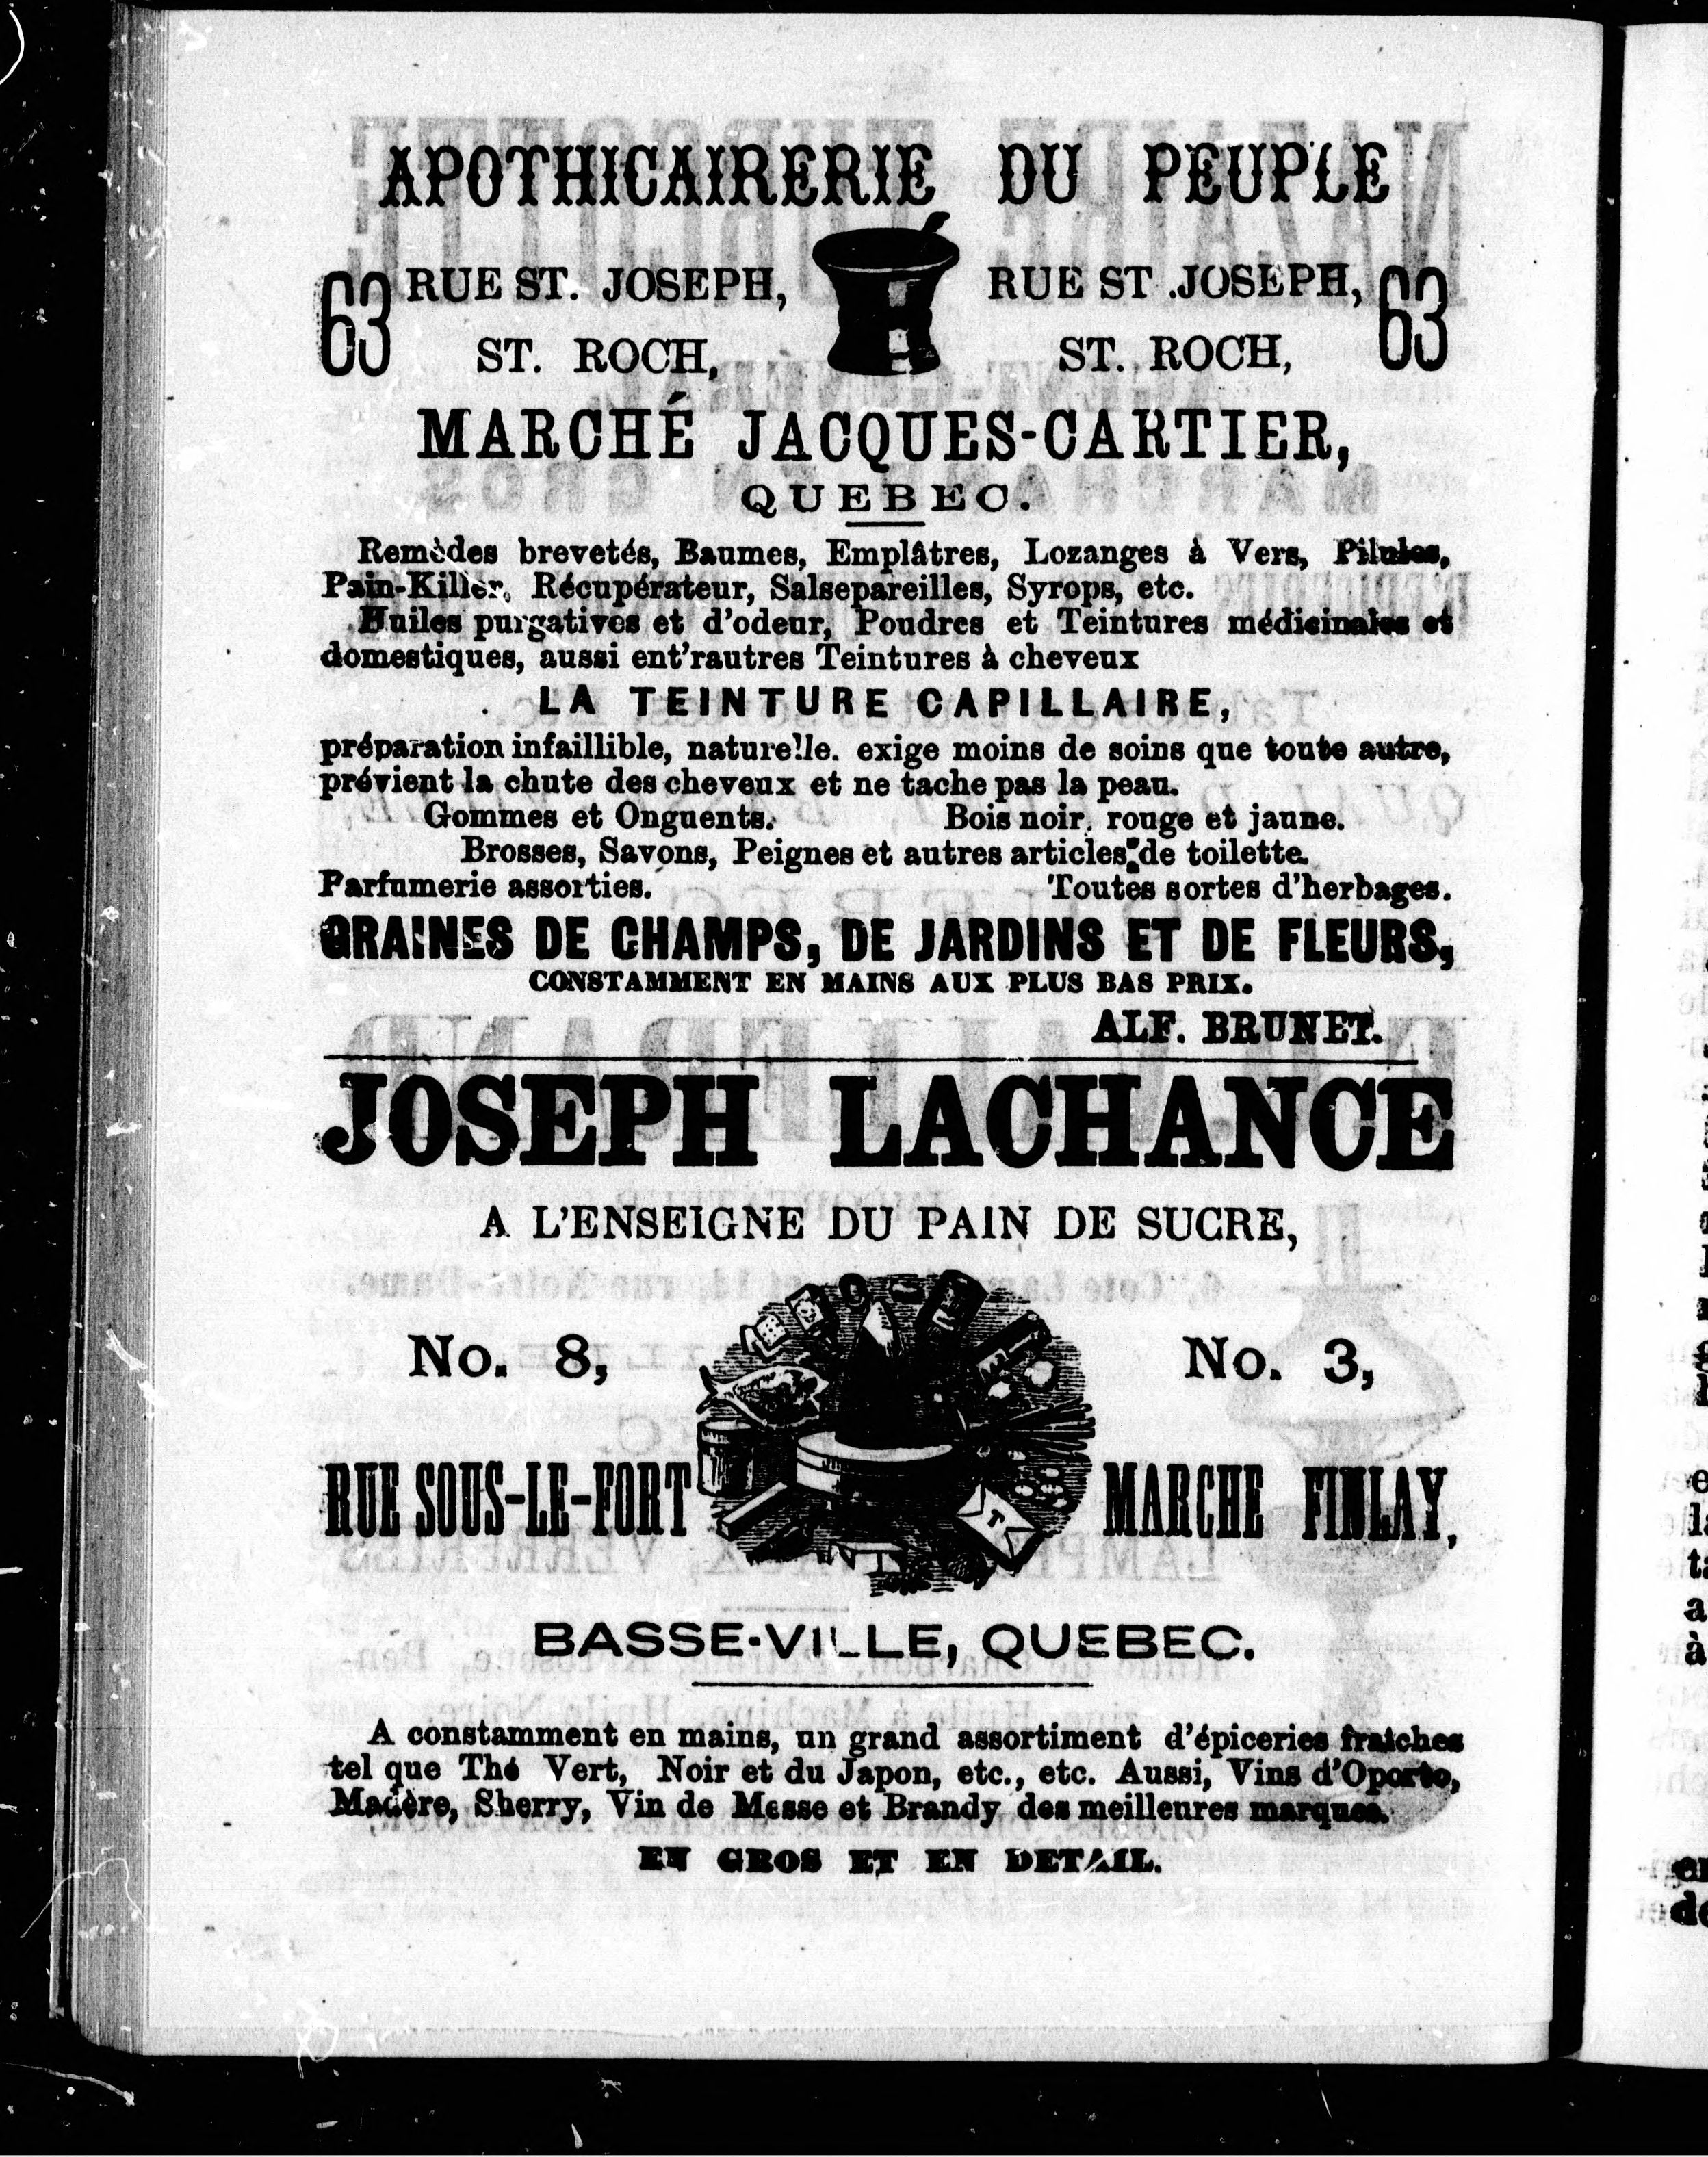 APOTHICAIRERIE DU PEUPLE
63 RUE ST. JOSEPH, RUE ST .JOSEPH, 63
ST. ROCH, ST. ROCH,
MARCHÉ JACQUES-CARTIER,
QUEBEC.
Remèdes brevetés, Baumes, Emplâtres, Lozanges à Vers, Pilules,
Pain-Killer, Récupérateur, Salsepareilles, Syrops, etc.
Huiles purgatives et d'odeur, Poudres et Teintures médicinales et
domestiques, aussi ent'rautres Teintures à cheveux
LA TEINTURE CAPILLAIRE,
préparation infaillible, naturelle. exige moins de soins que toute autre,
prévient la chute des cheveux et ne tache pas la peau.
Gommes et Onguents. Bois noir, rouge et jaune.
Brosses, Savons, Peignes et autres articles de toilette.
Parfumerie assorties. Toutes sortes d'herbages.
GRAINES DE CHAMPS, DE JARDINS ET DE FLEURS,
CONSTAMMENT EN MAINS AUX PLUS BAS PRIX.
ALF. BRUNET.
JOSEPH LACHANCE
A L'ENSEIGNE DU PAIN DE SUCRE,
No. 8, No. 3,
RUE SOUS-LE-FORT MARCHE FINLAY,
BASSE-VILLE, QUEBEC.
A constamment en mains, un grand assortiment d'épiceries fraiches
tel que Thé Vert, Noir et du Japon, etc., etc. Aussi, Vins d'Oporto,
Madère, Sherry, Vin de Messe et Brandy des meilleures marques.
EN GROS ET EN DETAIL.